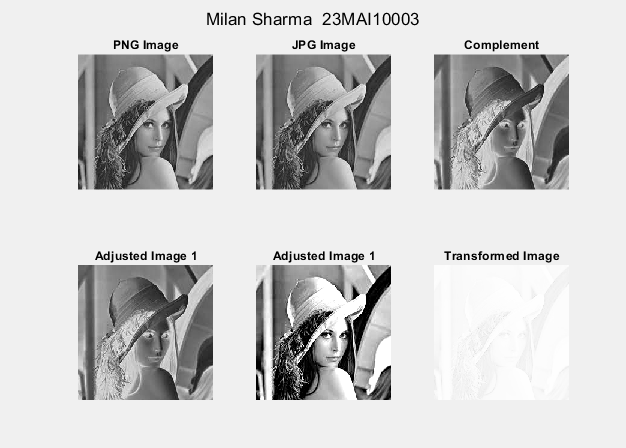 Milan Sharma  23MAI10003
PNG Image
JPG Image
Complement
Adjusted Image 1
Adjusted Image 1
Transformed Image